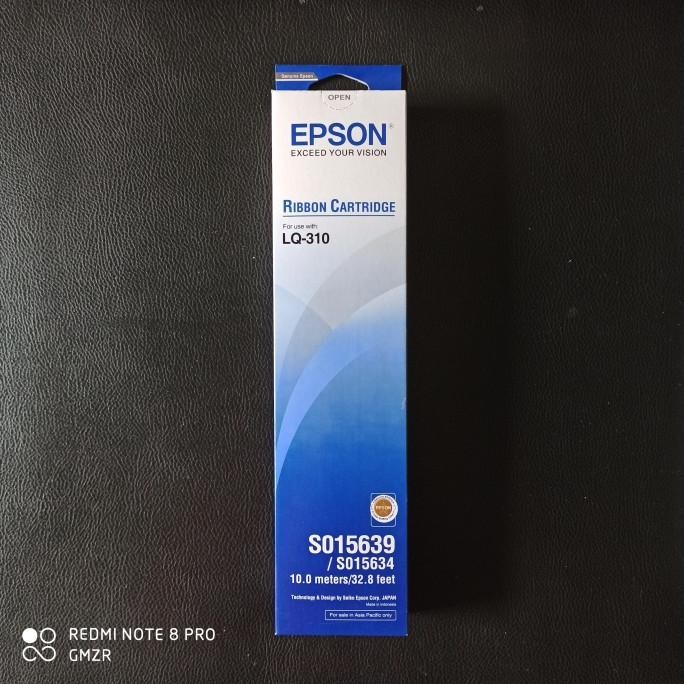 Genuine Epson
OPEN
EPSON®
EXCEED YOUR VISION
RIBBON CARTRIDGE
For use with:
LQ-310
EPSON
S015639
/ S015634
10.0 meters/32.8 feet
Technology & Design by Seiko Epson Corp. JAPAN
Made in Indonesia
For sale in Asia Pacific only
REDMI NOTE 8 PRO
GMZR